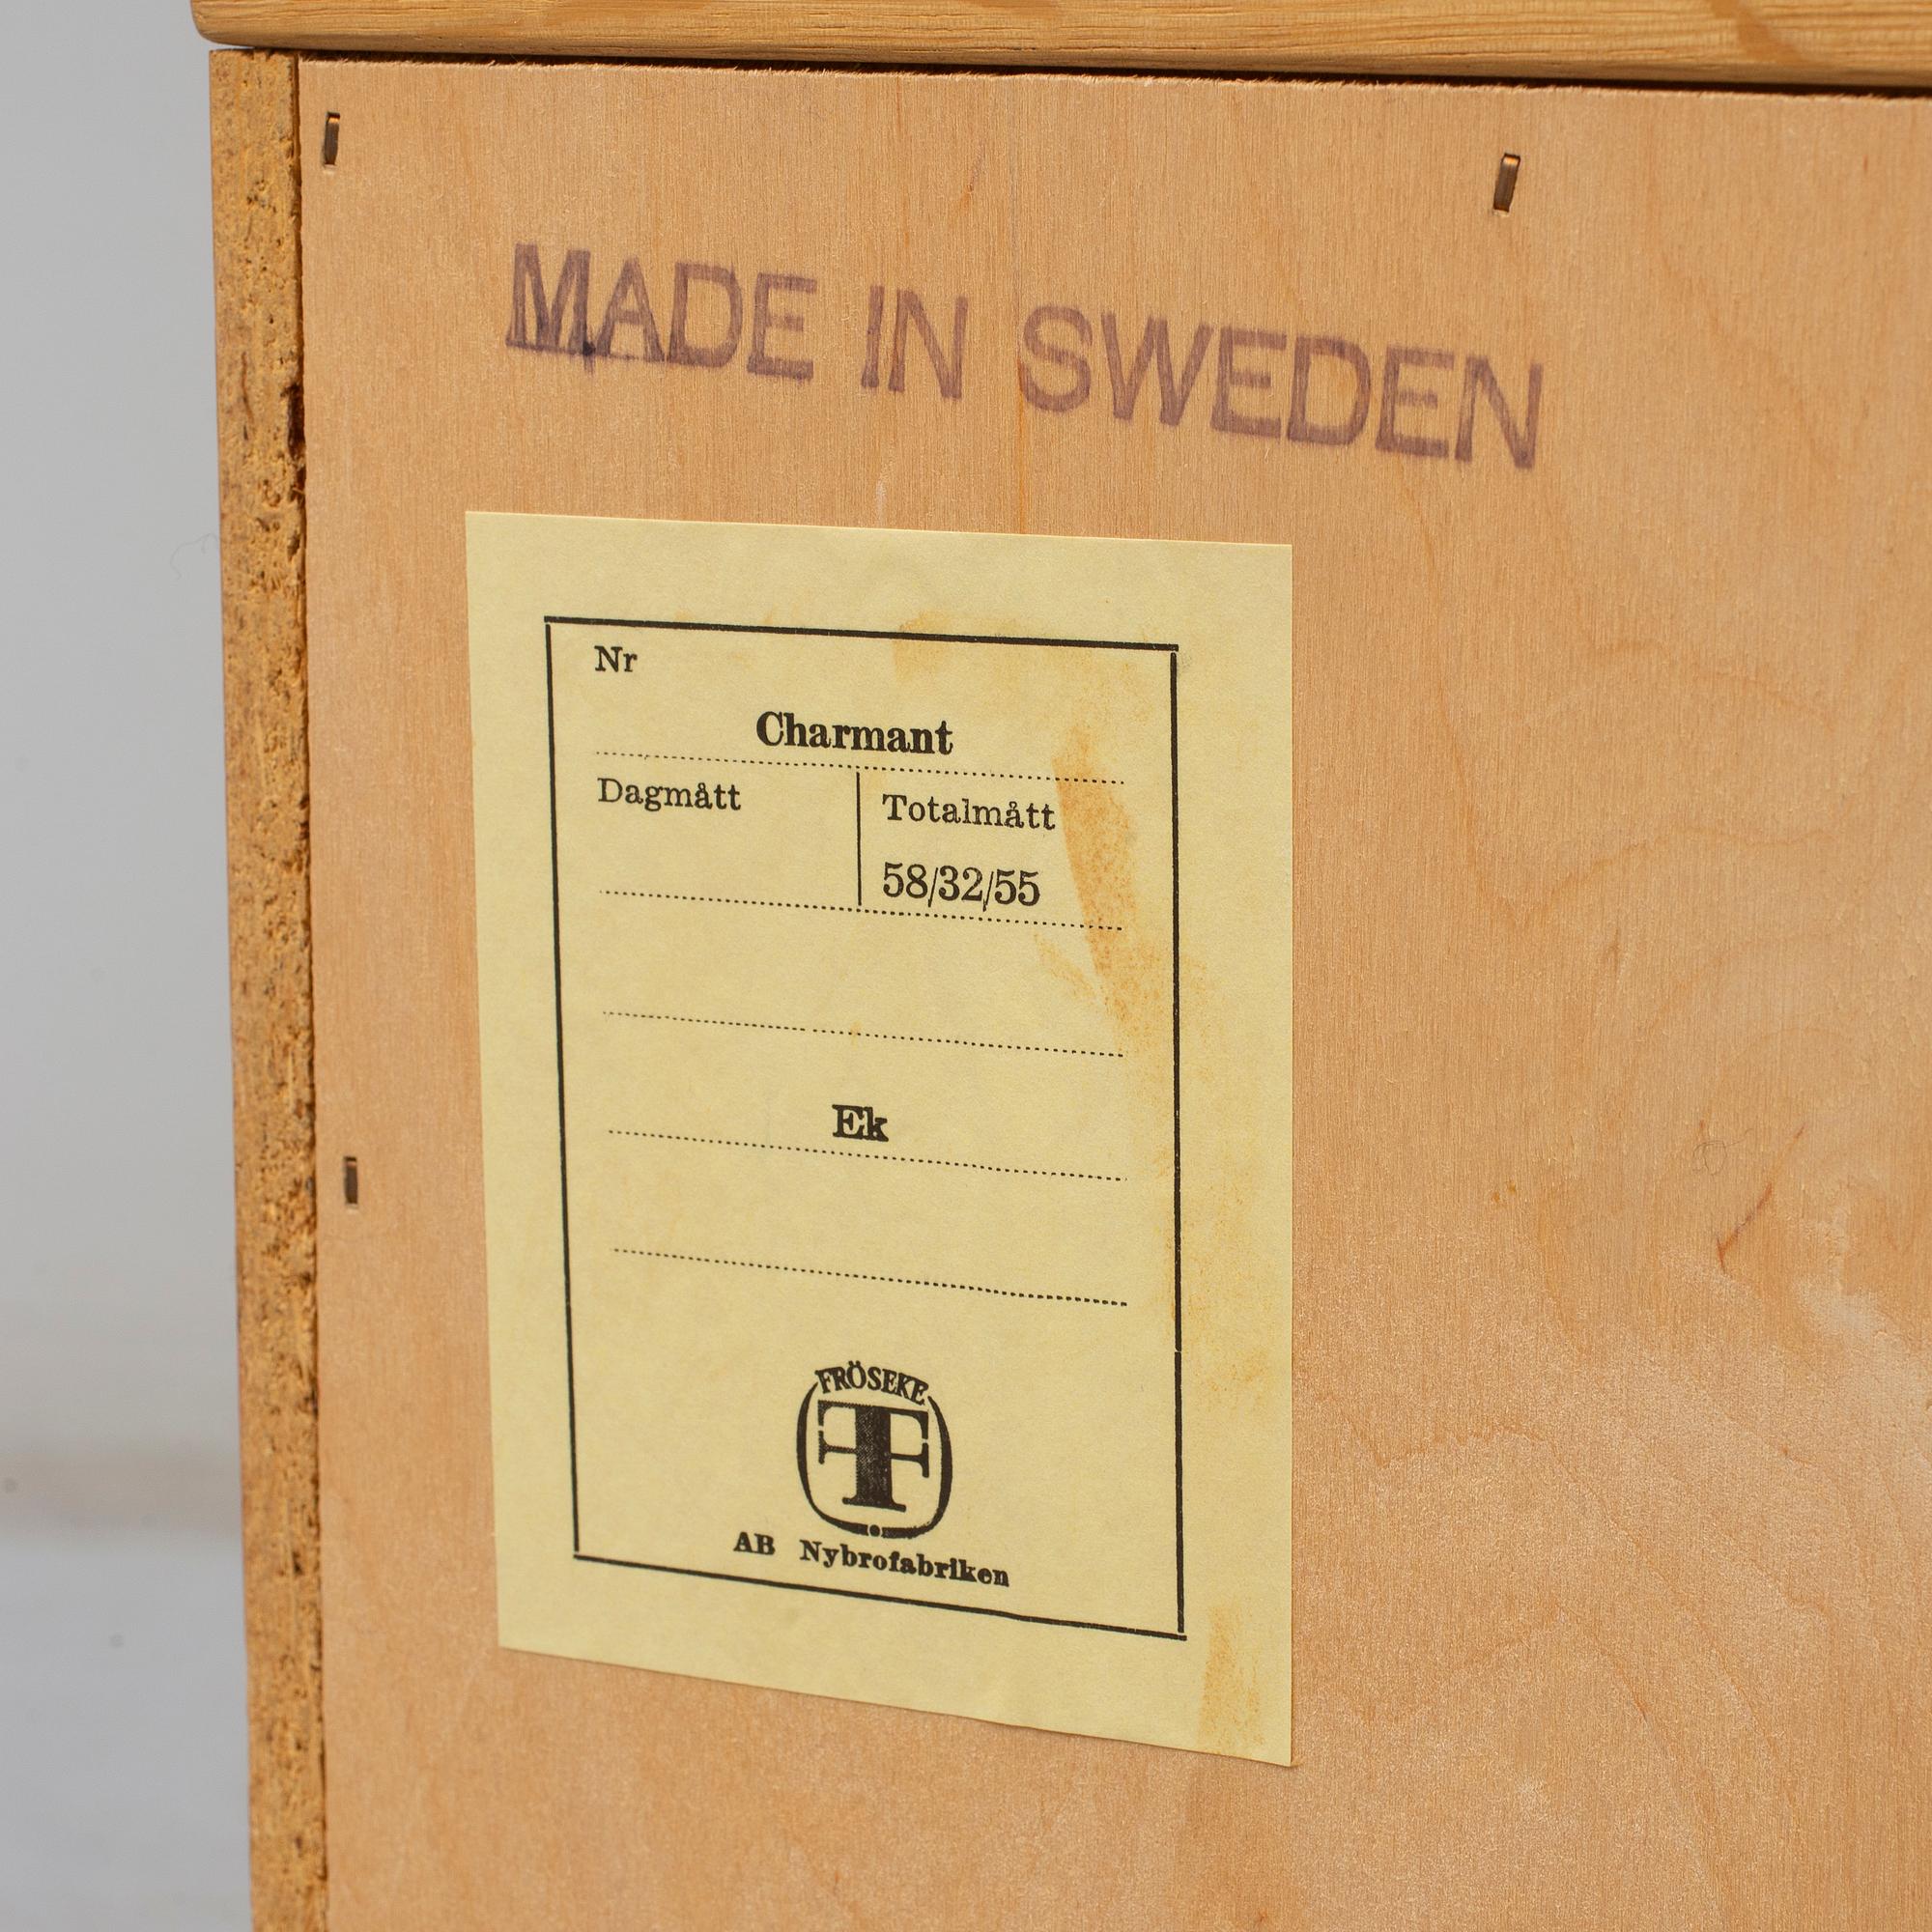 MADE IN SWEDEN
Nr
Charmant
Dagmått
Totalmått
58/32/55
Ek
FRÖSEKE
F
AB Nybrofabriken